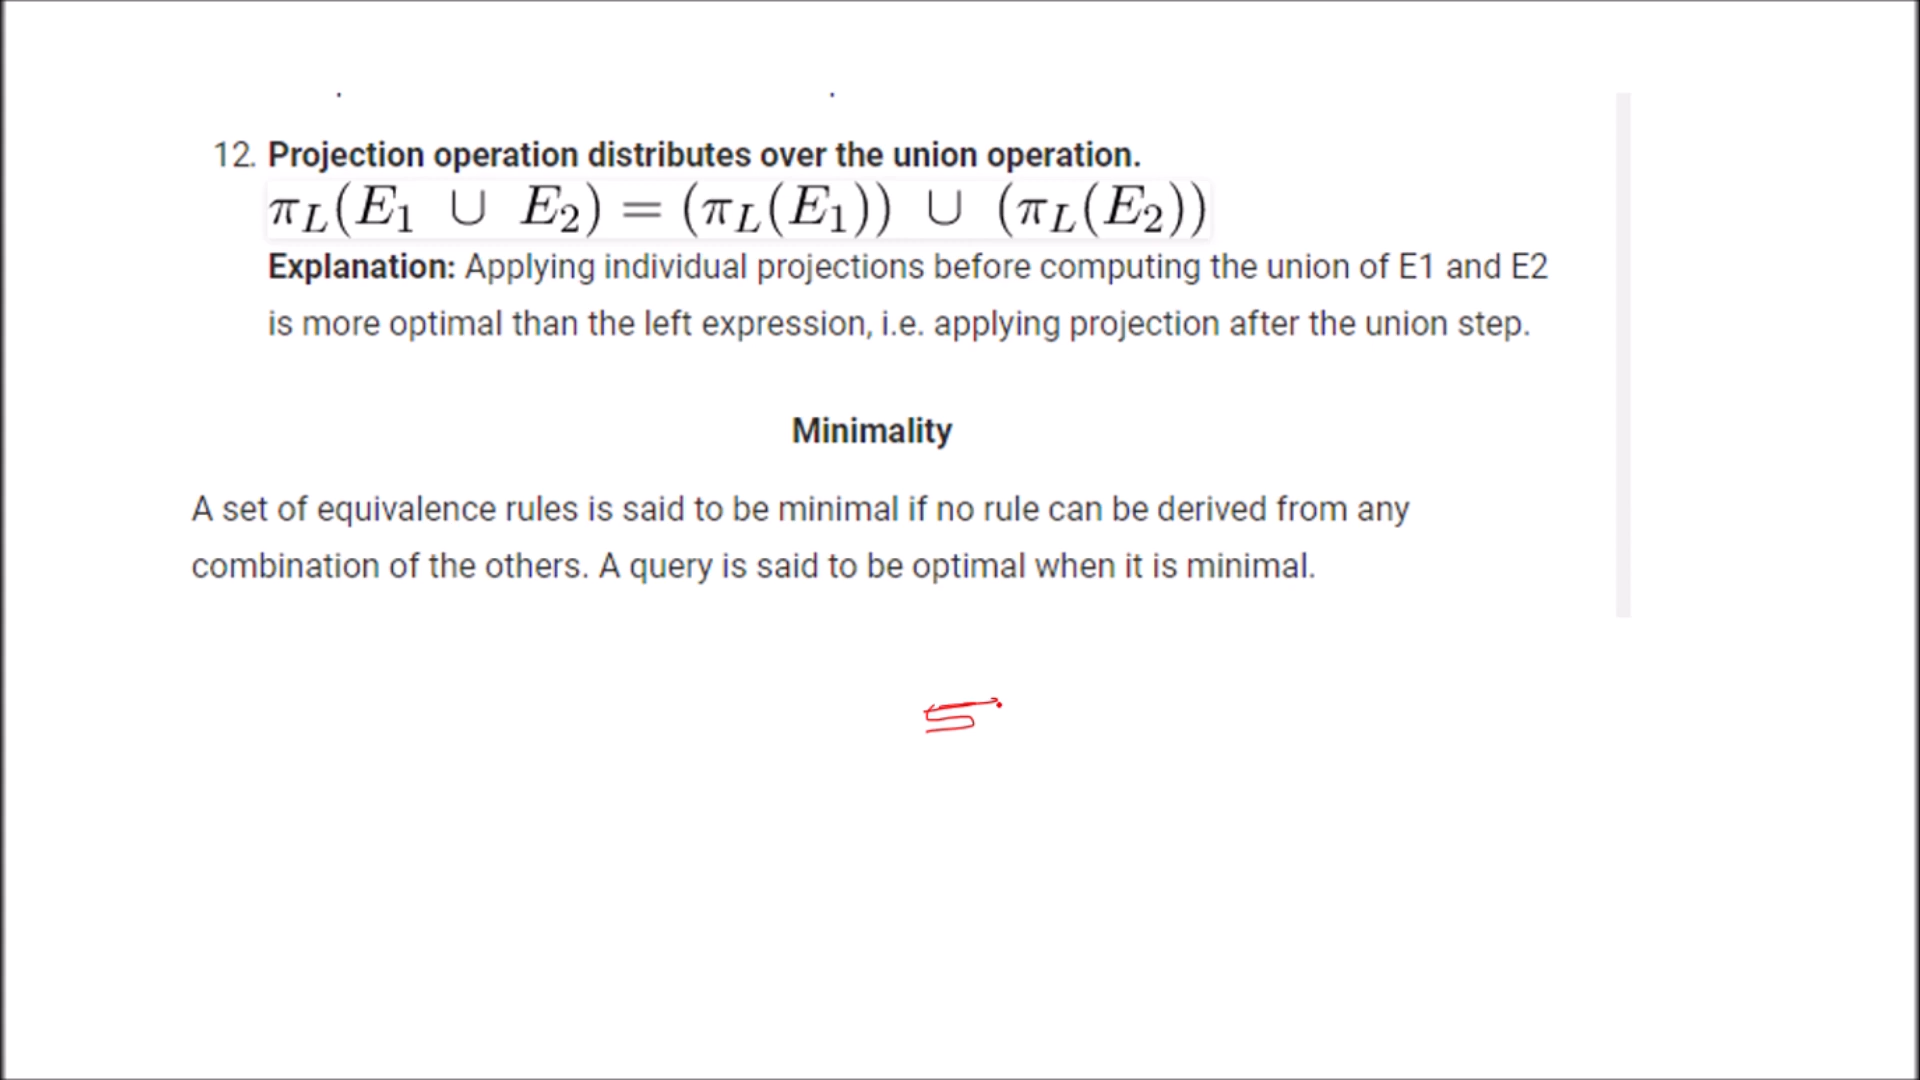 12. Projection operation distributes over the union operation.
π_L(E₁ ∪ E₂) = (π_L(E₁)) ∪ (π_L(E₂))
Explanation: Applying individual projections before computing the union of E1 and E2
is more optimal than the left expression, i.e. applying projection after the union step.
Minimality
A set of equivalence rules is said to be minimal if no rule can be derived from any
combination of the others. A query is said to be optimal when it is minimal.